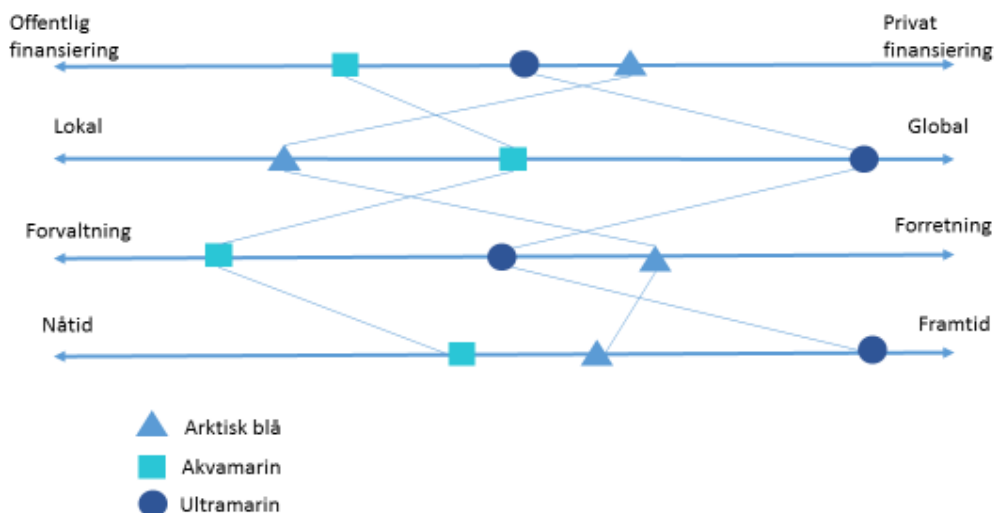 Offentlig
finansiering
Privat
finansiering
Lokal
Global
Forvaltning
Forretning
Nåtid
Framtid
Arktisk blå
Akvamarin
Ultramarin